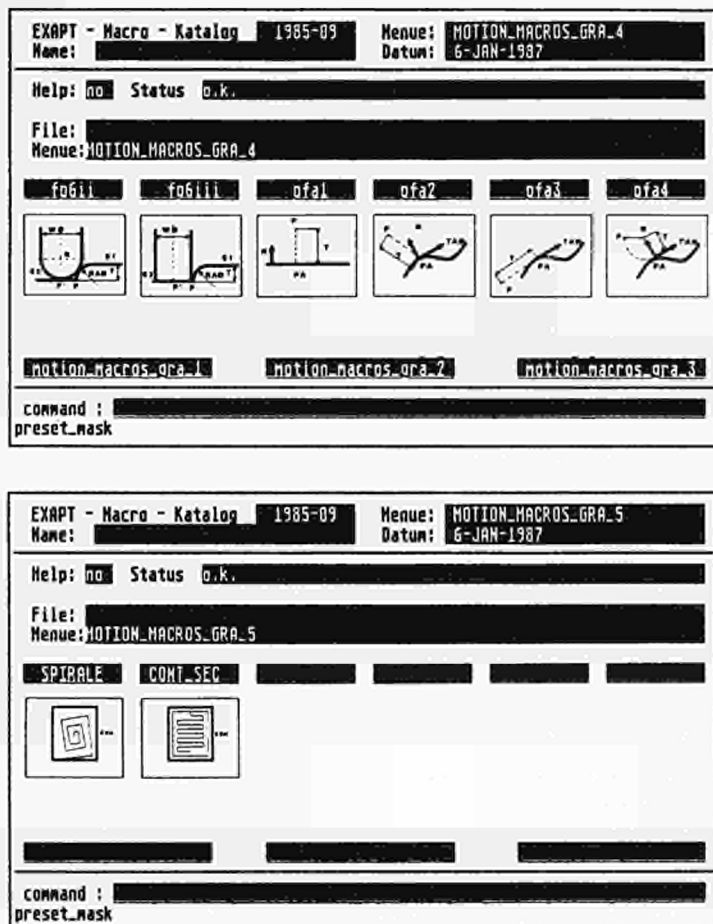 EXAPT - Macro - Katalog 1985-09 Menue: MOTION_MACROS_GRA_4
Name: Datum: 6-JAN-1987
Help: no Status o.k.
File:
Menue: MOTION_MACROS_GRA_4
fo6ii fo6iii ofa1 ofa2 ofa3 ofa4
motion_macros_gra_1 motion_macros_gra_2 motion_macros_gra_3
command :
preset_mask
EXAPT - Macro - Katalog 1985-09 Menue: MOTION_MACROS_GRA_5
Name: Datum: 6-JAN-1987
Help: no Status o.k.
File:
Menue: MOTION_MACROS_GRA_5
SPIRALE CONT_SEC
command :
preset_mask